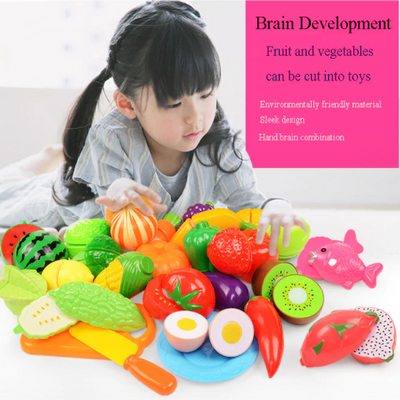 Brain Development
Fruit and vegetables
can be cut into toys
Environmentally friendly material
Sleek design
Hand brain combination